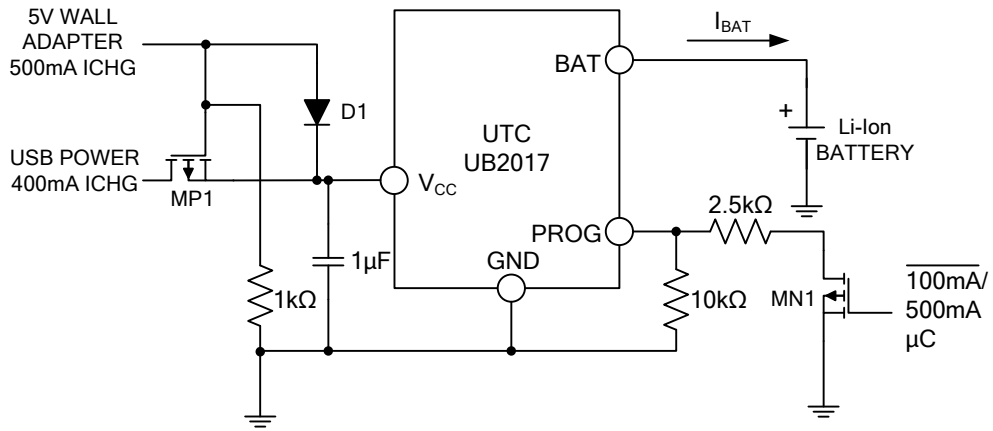 5V WALL
ADAPTER
500mA ICHG
USB POWER
400mA ICHG
MP1
D1
1kΩ
1µF
UTC
UB2017
V_CC
BAT
PROG
GND
I_BAT
+
Li-Ion
BATTERY
2.5kΩ
10kΩ
MN1
100mA/
500mA
µC